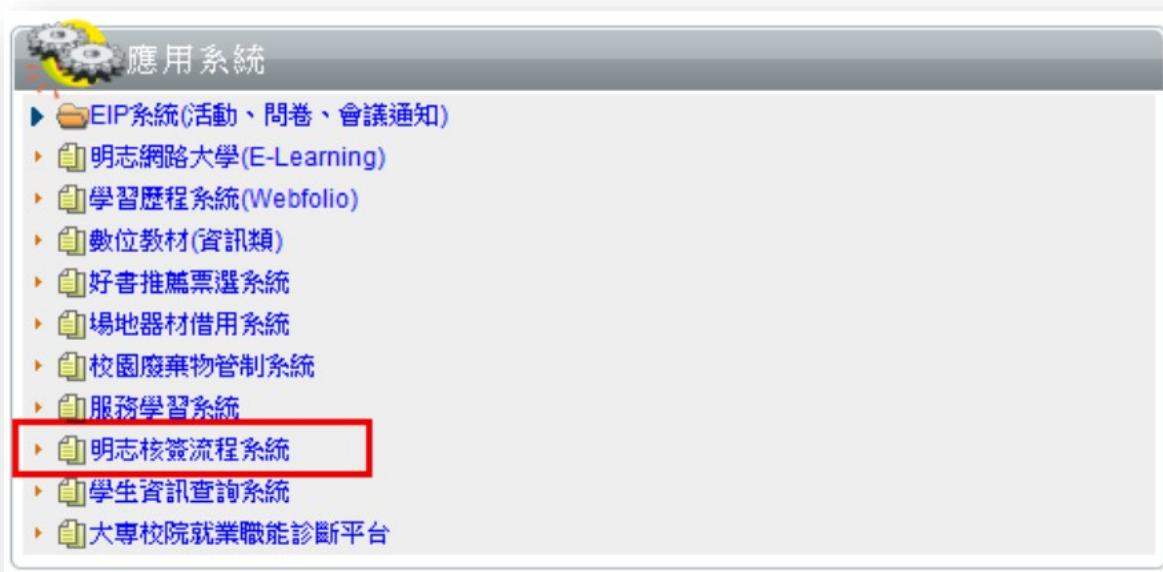 應用系統
EIP系統(活動、問卷、會議通知)
明志網路大學(E-Learning)
學習歷程系統(Webfolio)
數位教材(資訊類)
好書推薦票選系統
場地器材借用系統
校園廢棄物管制系統
服務學習系統
明志核簽流程系統
學生資訊查詢系統
大專校院就業職能診斷平台